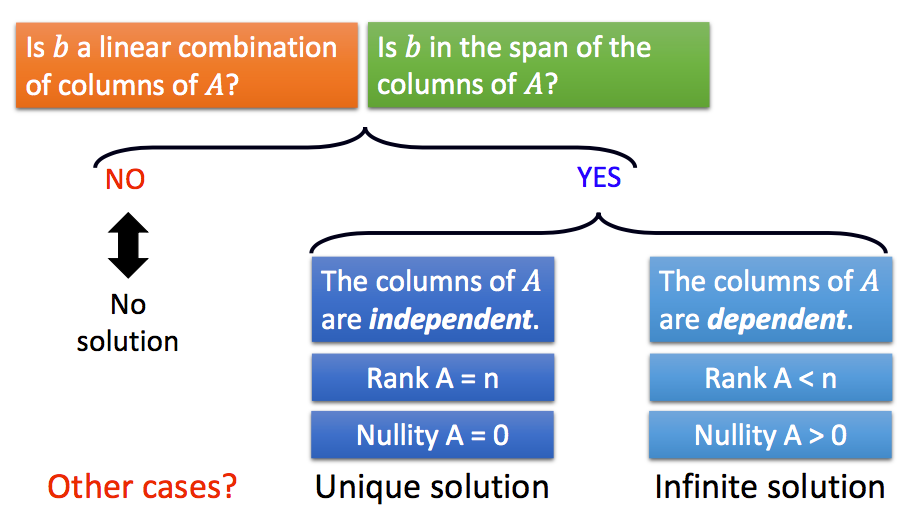 Is b a linear combination
of columns of A?
Is b in the span of the
columns of A?
NO
YES
No
solution
The columns of A
are independent.
Rank A = n
Nullity A = 0
Unique solution
The columns of A
are dependent.
Rank A < n
Nullity A > 0
Infinite solution
Other cases?